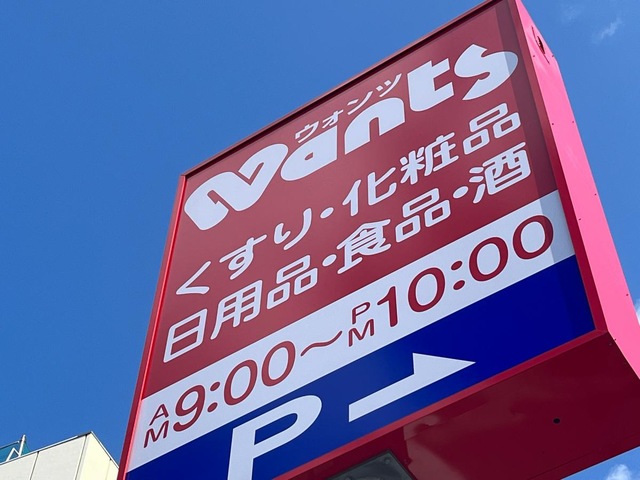 ウォンツ
Wants
くすり・化粧品
日用品・食品・酒
AM9:00〜PM10:00
P